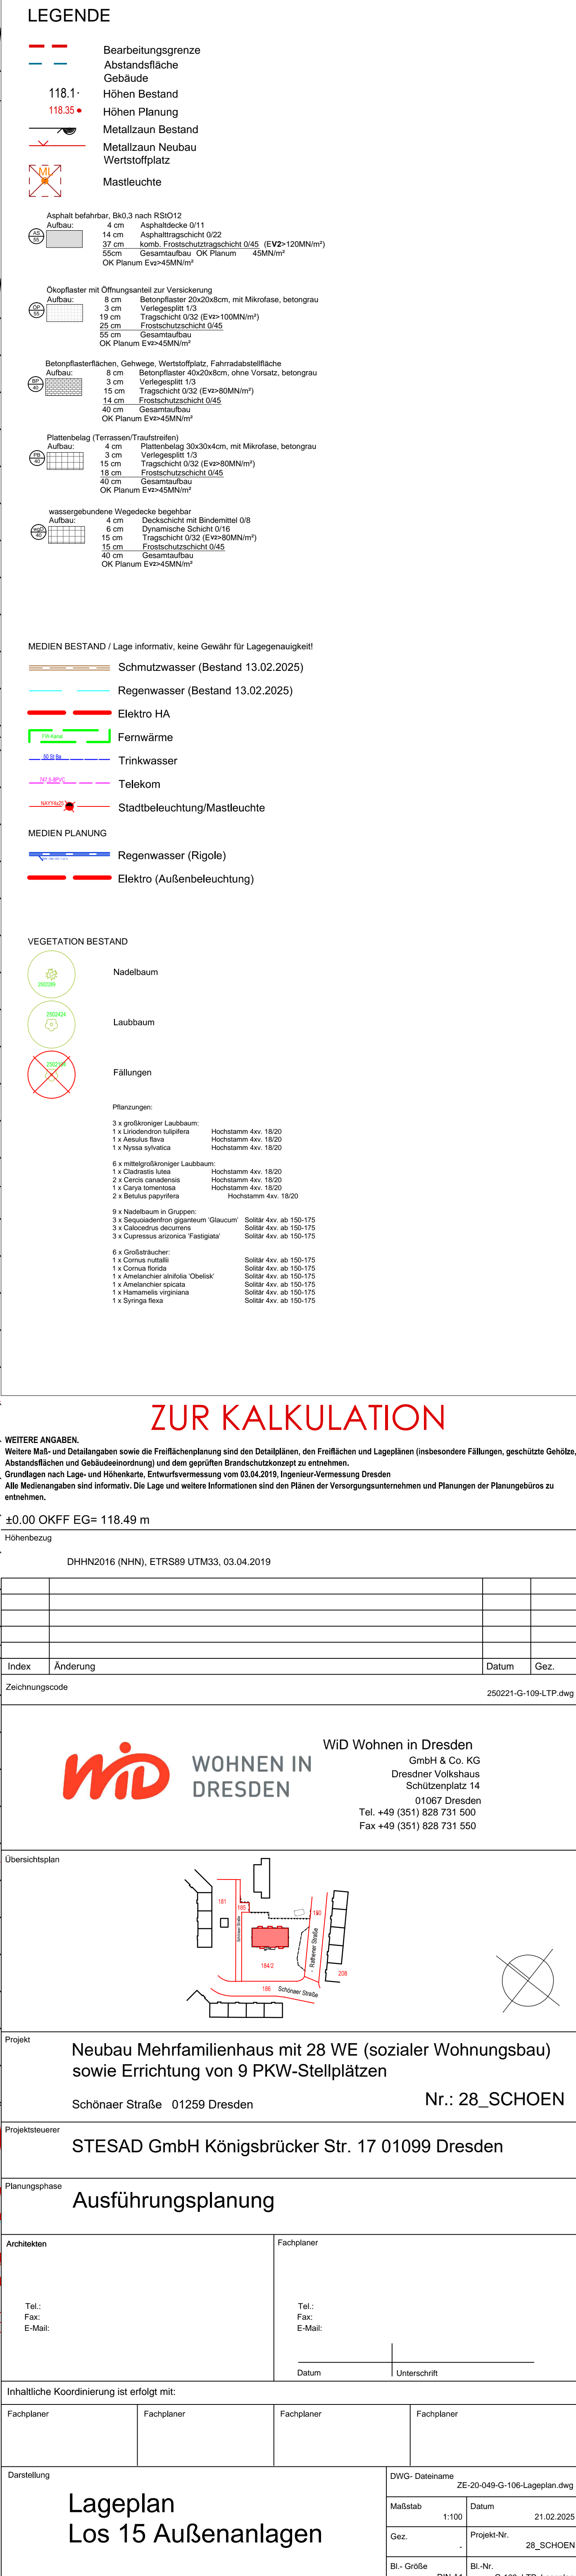 LEGENDE
Bearbeitungsgrenze
Abstandsfläche
Gebäude
118.1· Höhen Bestand
118.35 Höhen Planung
Metallzaun Bestand
Metallzaun Neubau
Wertstoffplatz
ML Mastleuchte
Asphalt befahrbar, Bk0,3 nach RStO12
Aufbau: 4 cm Asphaltdecke 0/11
AS 55 14 cm Asphalttragschicht 0/22
37 cm komb. Frostschutztragschicht 0/45 (EV2>120MN/m²)
55cm Gesamtaufbau OK Planum 45MN/m²
OK Planum Ev2>45MN/m²
Ökopflaster mit Öffnungsanteil zur Versickerung
Aufbau: 8 cm Betonpflaster 20x20x8cm, mit Mikrofase, betongrau
ÖP 55 3 cm Verlegesplitt 1/3
19 cm Tragschicht 0/32 (Ev2>100MN/m²)
25 cm Frostschutzschicht 0/45
55 cm Gesamtaufbau
OK Planum Ev2>45MN/m²
Betonpflasterflächen, Gehwege, Wertstoffplatz, Fahrradabstellfläche
Aufbau: 8 cm Betonpflaster 40x20x8cm, ohne Vorsatz, betongrau
BP 40 3 cm Verlegesplitt 1/3
15 cm Tragschicht 0/32 (Ev2>80MN/m²)
14 cm Frostschutzschicht 0/45
40 cm Gesamtaufbau
OK Planum Ev2>45MN/m²
Plattenbelag (Terrassen/Traufstreifen)
Aufbau: 4 cm Plattenbelag 30x30x4cm, mit Mikrofase, betongrau
PB 40 3 cm Verlegesplitt 1/3
15 cm Tragschicht 0/32 (Ev2>80MN/m²)
18 cm Frostschutzschicht 0/45
40 cm Gesamtaufbau
OK Planum Ev2>45MN/m²
wassergebundene Wegedecke begehbar
Aufbau: 4 cm Deckschicht mit Bindemittel 0/8
40 6 cm Dynamische Schicht 0/16
15 cm Tragschicht 0/32 (Ev2>80MN/m²)
15 cm Frostschutzschicht 0/45
40 cm Gesamtaufbau
OK Planum Ev2>45MN/m²
MEDIEN BESTAND / Lage informativ, keine Gewähr für Lagegenauigkeit!
Schmutzwasser (Bestand 13.02.2025)
Regenwasser (Bestand 13.02.2025)
Elektro HA
FW-Kanal Fernwärme
50 St Ba Trinkwasser
Telekom
NAYY4x25 Stadtbeleuchtung/Mastleuchte
MEDIEN PLANUNG
Regenwasser (Rigole)
Elektro (Außenbeleuchtung)
VEGETATION BESTAND
Nadelbaum
2502289
2502424
Laubbaum
Fällungen
Pflanzungen:
3 x großkroniger Laubbaum:
1 x Liriodendron tulipifera Hochstamm 4xv. 18/20
1 x Aesulus flava Hochstamm 4xv. 18/20
1 x Nyssa sylvatica Hochstamm 4xv. 18/20
6 x mittelgroßkroniger Laubbaum:
1 x Cladrastis lutea Hochstamm 4xv. 18/20
2 x Cercis canadensis Hochstamm 4xv. 18/20
1 x Carya tomentosa Hochstamm 4xv. 18/20
2 x Betulus papyrifera Hochstamm 4xv. 18/20
9 x Nadelbaum in Gruppen:
3 x Sequoiadenfron giganteum 'Glaucum' Solitär 4xv. ab 150-175
3 x Calocedrus decurrens Solitär 4xv. ab 150-175
3 x Cupressus arizonica 'Fastigiata' Solitär 4xv. ab 150-175
6 x Großsträucher:
1 x Cornus nuttallii Solitär 4xv. ab 150-175
1 x Cornua florida Solitär 4xv. ab 150-175
1 x Amelanchier alnifolia 'Obelisk' Solitär 4xv. ab 150-175
1 x Amelanchier spicata Solitär 4xv. ab 150-175
1 x Hamamelis virginiana Solitär 4xv. ab 150-175
1 x Syringa flexa Solitär 4xv. ab 150-175
ZUR KALKULATION
WEITERE ANGABEN.
Weitere Maß- und Detailangaben sowie die Freiflächenplanung sind den Detailplänen, den Freiflächen und Lageplänen (insbesondere Fällungen, geschützte Gehölze,
Abstandsflächen und Gebäudeeinordnung) und dem geprüften Brandschutzkonzept zu entnehmen.
Grundlagen nach Lage- und Höhenkarte, Entwurfsvermessung vom 03.04.2019, Ingenieur-Vermessung Dresden
Alle Medienangaben sind informativ. Die Lage und weitere Informationen sind den Plänen der Versorgungsunternehmen und Planungen der Planungsbüros zu
entnehmen.
±0.00 OKFF EG= 118.49 m
Höhenbezug
DHHN2016 (NHN), ETRS89 UTM33, 03.04.2019
Index Änderung Datum Gez.
Zeichnungscode
250221-G-109-LTP.dwg
WiD WOHNEN IN
DRESDEN
WiD Wohnen in Dresden
GmbH & Co. KG
Dresdner Volkshaus
Schützenplatz 14
01067 Dresden
Tel. +49 (351) 828 731 500
Fax +49 (351) 828 731 550
Übersichtsplan
181
185
Schönaer Straße
Rathener Straße
184/2
186
Schönaer Straße
208
Projekt
Neubau Mehrfamilienhaus mit 28 WE (sozialer Wohnungsbau)
sowie Errichtung von 9 PKW-Stellplätzen
Schönaer Straße 01259 Dresden Nr.: 28_SCHOEN
Projektsteuerer
STESAD GmbH Königsbrücker Str. 17 01099 Dresden
Planungsphase
Ausführungsplanung
Architekten Fachplaner
Tel.: Tel.:
Fax: Fax:
E-Mail: E-Mail:
Datum Unterschrift
Inhaltliche Koordinierung ist erfolgt mit:
Fachplaner Fachplaner Fachplaner Fachplaner
Darstellung
Lageplan
Los 15 Außenanlagen
DWG- Dateiname
ZE-20-049-G-106-Lageplan.dwg
Maßstab Datum
1:100 21.02.2025
Gez. Projekt-Nr.
- 28_SCHOEN
Bl.- Größe Bl.-Nr.